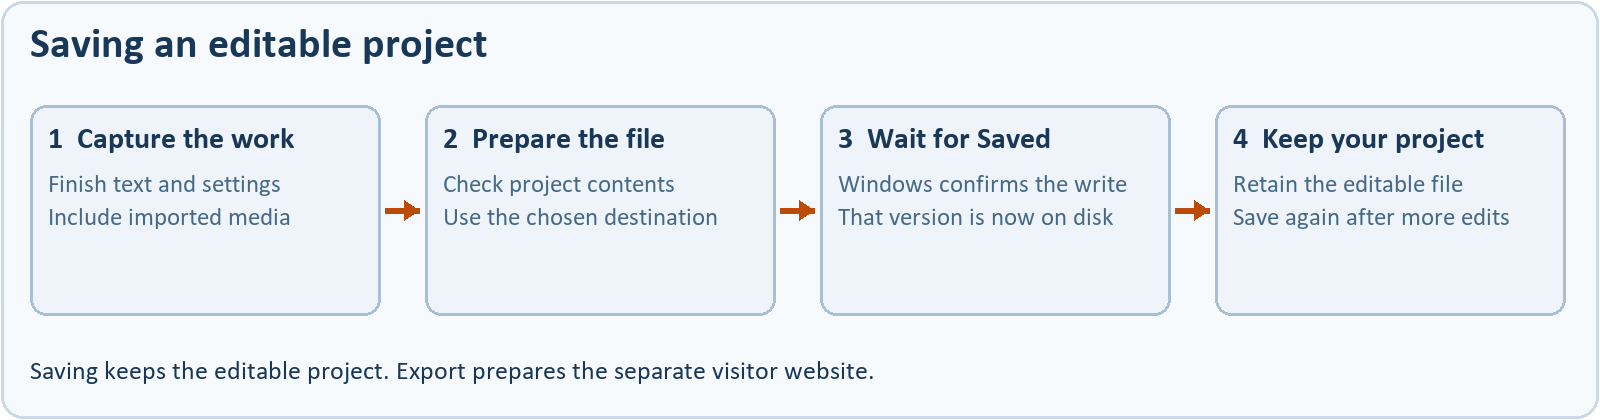 Saving an editable project
1 Capture the work
Finish text and settings
Include imported media
2 Prepare the file
Check project contents
Use the chosen destination
3 Wait for Saved
Windows confirms the write
That version is now on disk
4 Keep your project
Retain the editable file
Save again after more edits
Saving keeps the editable project. Export prepares the separate visitor website.